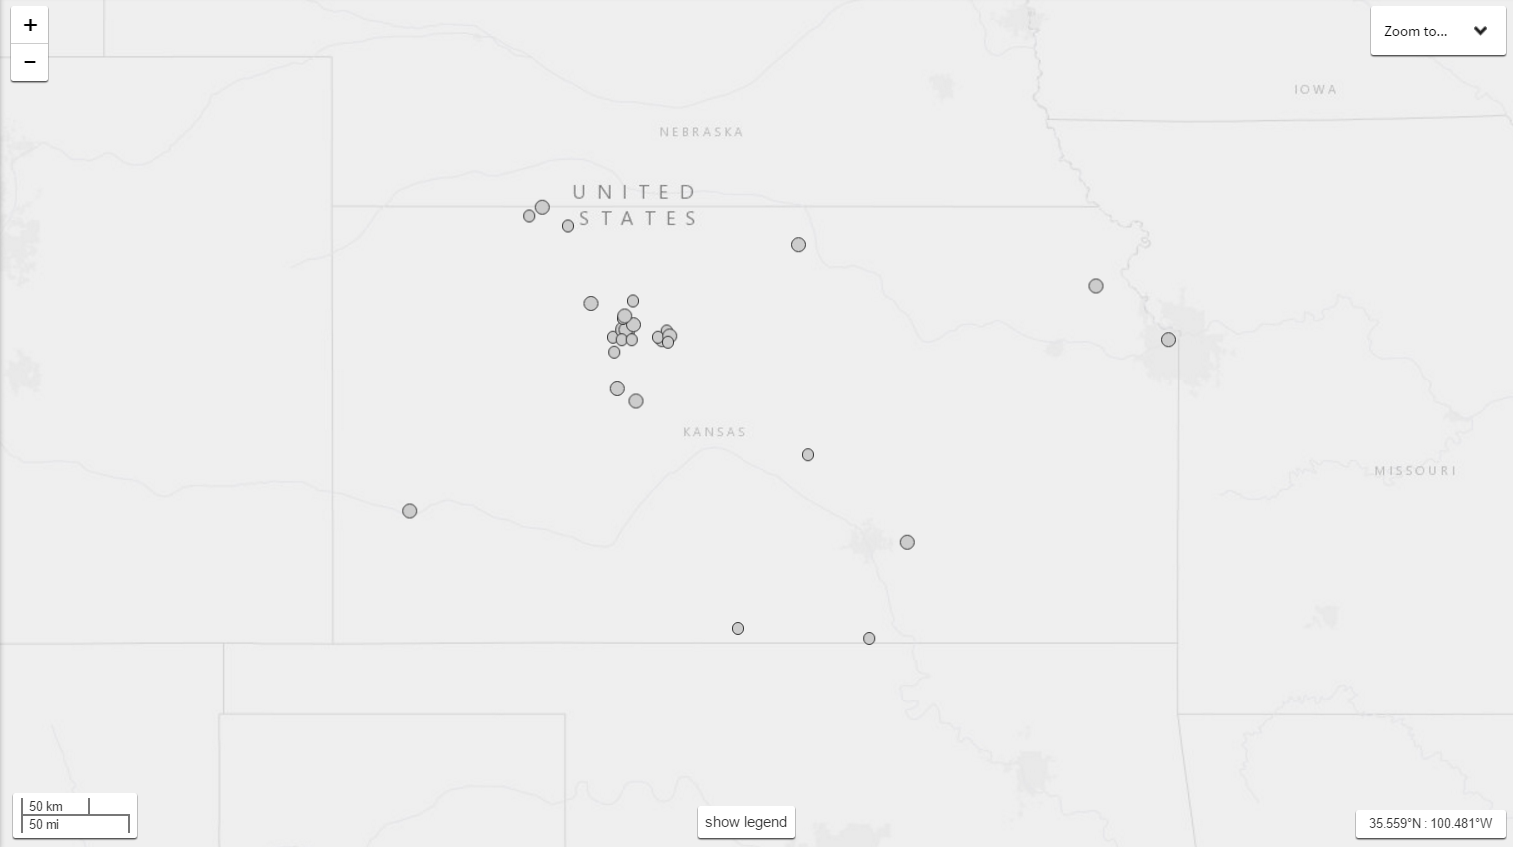 +
Zoom to...
−
IOWA
NEBRASKA
UNITED
STATES
KANSAS
MISSOURI
50 km
50 mi
show legend
35.559°N : 100.481°W